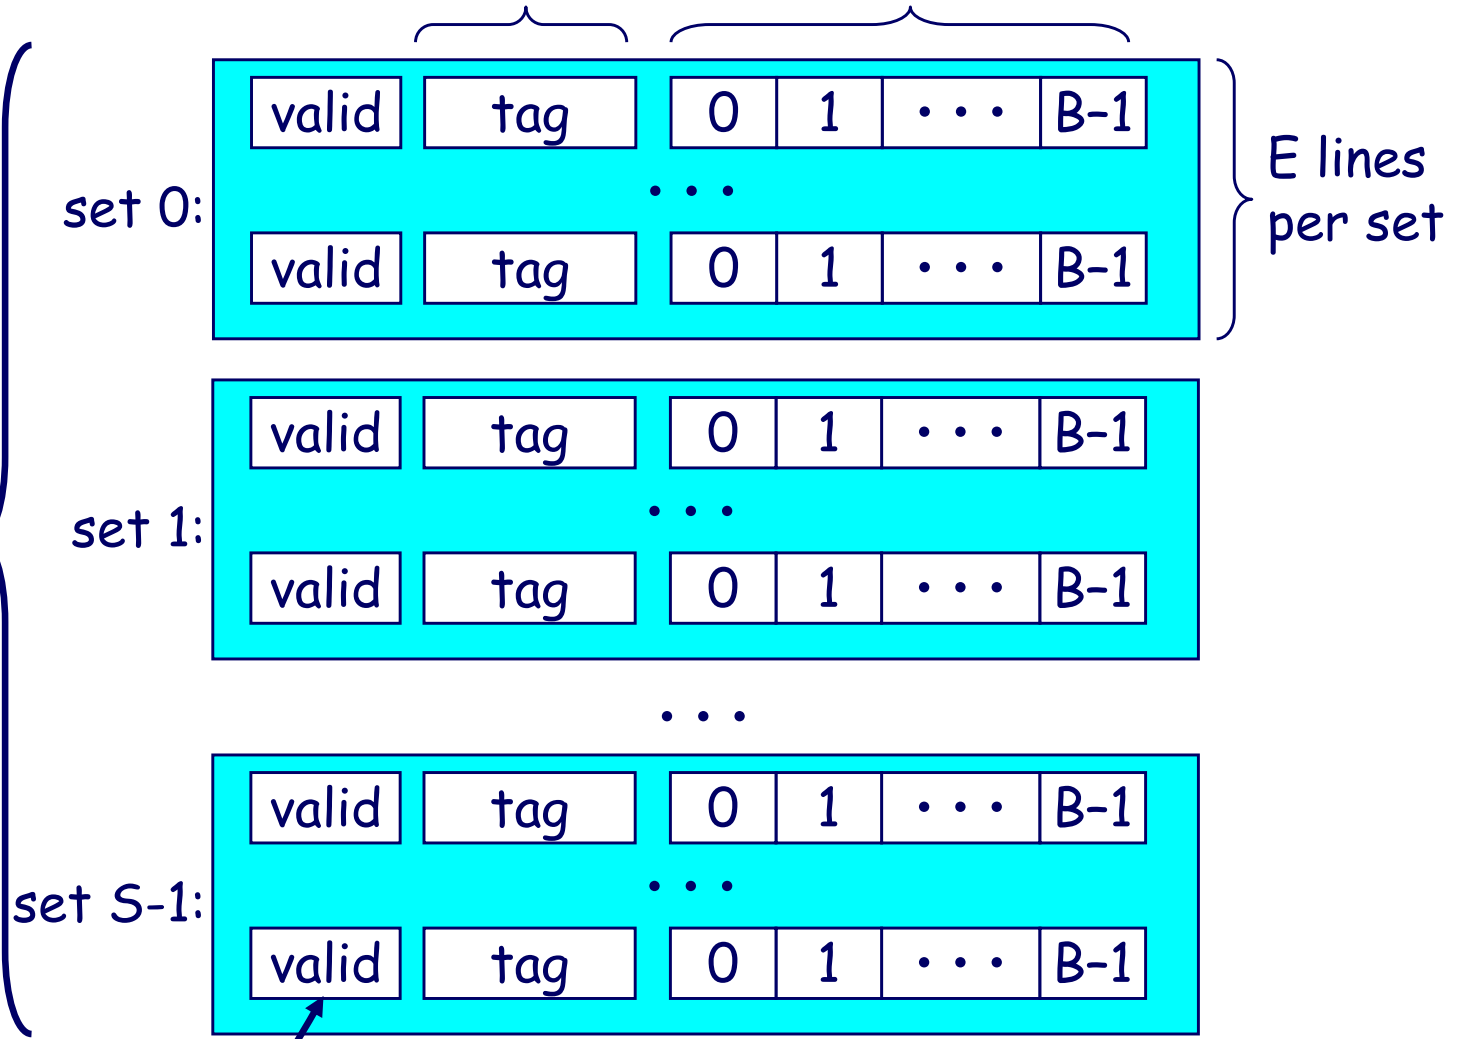 valid tag 0 1 • • • B-1
• • •
set 0:
valid tag 0 1 • • • B-1
E lines
per set
valid tag 0 1 • • • B-1
• • •
set 1:
valid tag 0 1 • • • B-1
• • •
valid tag 0 1 • • • B-1
• • •
set S-1:
valid tag 0 1 • • • B-1